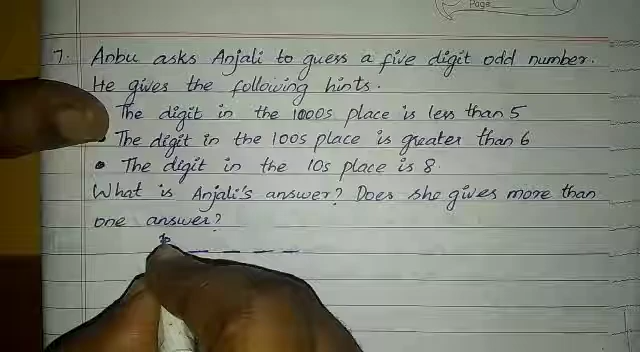 Page
7. Anbu asks Anjali to guess a five digit odd number.
He gives the following hints.
The digit in the 1000s place is less than 5
• The digit in the 100s place is greater than 6
• The digit in the 10s place is 8.
What is Anjali's answer? Does she gives more than
one answer?